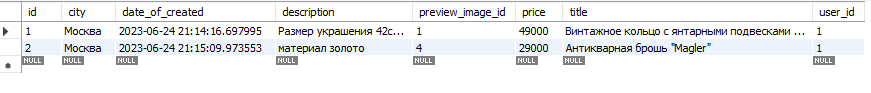 id city date_of_created description preview_image_id price title user_id
1 Москва 2023-06-24 21:14:16.697995 Размер украшения 42с... 1 49000 Винтажное кольцо с янтарными подвесками ... 1
2 Москва 2023-06-24 21:15:09.973553 материал золото 4 29000 Антикварная брошь "Magler" 1
NULL NULL NULL NULL NULL NULL NULL NULL